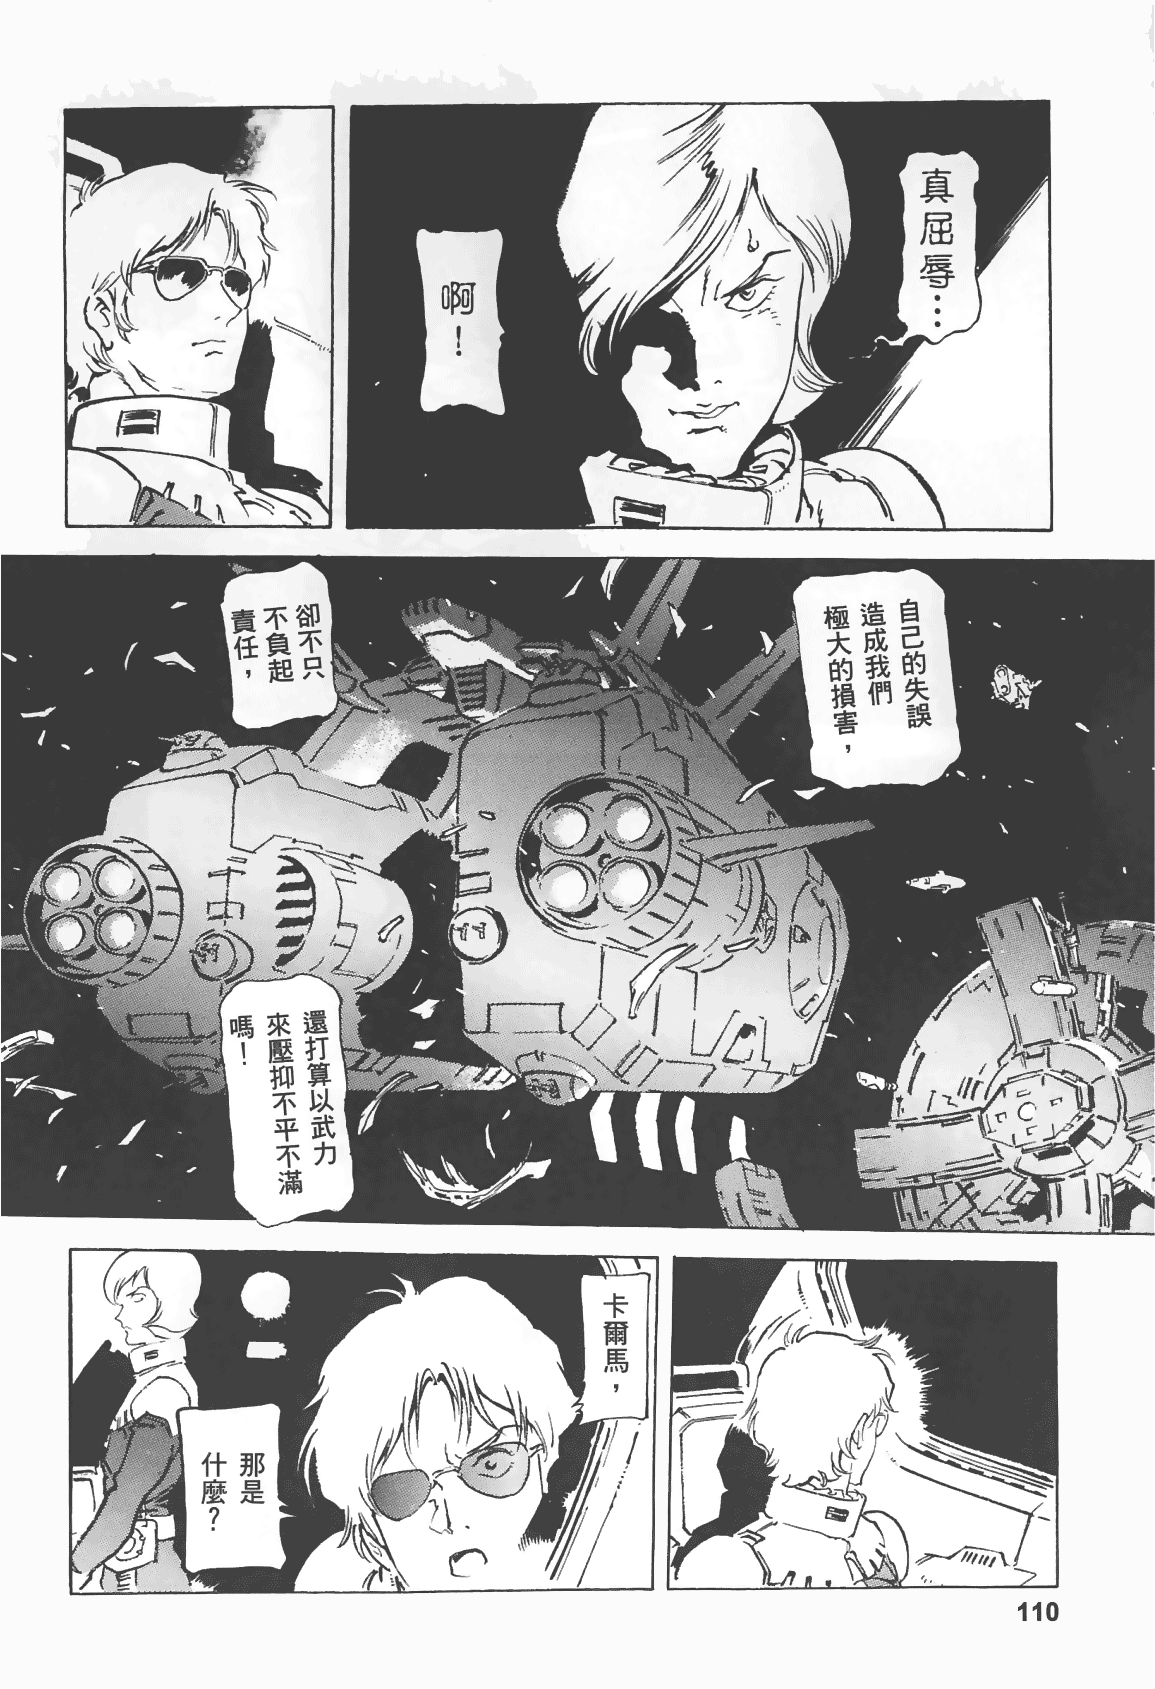 真屈辱…
啊！
自己的失誤
造成我們
極大的損害，
卻不只
不負起
責任，
還打算以武力
來壓抑不平不滿
嗎！
卡爾馬，
那是
什麼？
110